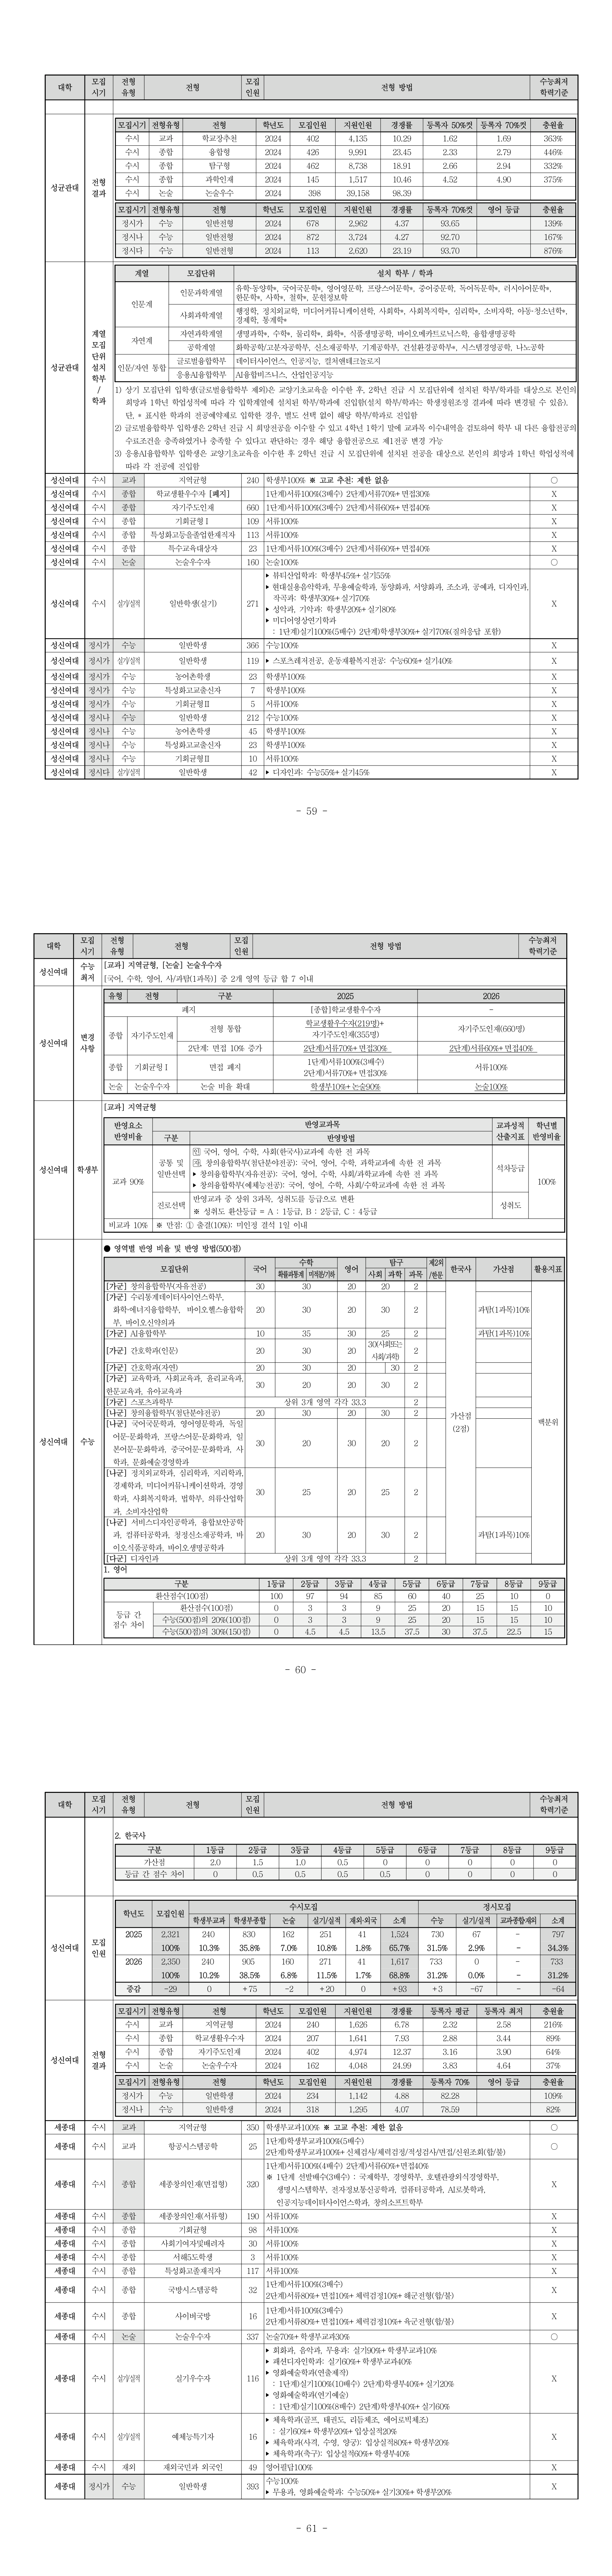 대학 모집시기 전형유형 전형 모집인원 전형 방법 수능최저학력기준
성균관대 전형결과
모집시기 전형유형 전형 학년도 모집인원 지원인원 경쟁률 등록자 50%컷 등록자 70%컷 충원율
수시 교과 학교장추천 2024 402 4,135 10.29 1.62 1.69 363%
수시 종합 융합형 2024 426 9,991 23.45 2.33 2.79 446%
수시 종합 탐구형 2024 462 8,738 18.91 2.66 2.94 332%
수시 종합 과학인재 2024 145 1,517 10.46 4.52 4.90 375%
수시 논술 논술우수 2024 398 39,158 98.39
모집시기 전형유형 전형 학년도 모집인원 지원인원 경쟁률 등록자 70%컷 영어 등급 충원율
정시가 수능 일반전형 2024 678 2,962 4.37 93.65 139%
정시나 수능 일반전형 2024 872 3,724 4.27 92.70 167%
정시다 수능 일반전형 2024 113 2,620 23.19 93.70 876%
성균관대 계열모집단위설치학부/학과
계열 모집단위 설치 학부 / 학과
인문계 인문과학계열 유학·동양학*, 국어국문학*, 영어영문학, 프랑스어문학*, 중어중문학, 독어독문학*, 러시아어문학*,
한문학*, 사학*, 철학*, 문헌정보학
사회과학계열 행정학, 정치외교학, 미디어커뮤니케이션학, 사회학*, 사회복지학*, 심리학*, 소비자학, 아동·청소년학*,
경제학, 통계학*
자연계 자연과학계열 생명과학*, 수학*, 물리학*, 화학*, 식품생명공학, 바이오메카트로닉스학, 융합생명공학
공학계열 화학공학/고분자공학부, 신소재공학부, 기계공학부, 건설환경공학부*, 시스템경영공학, 나노공학
인문/자연 통합 글로벌융합학부 데이터사이언스, 인공지능, 컬처앤테크놀로지
응용AI융합학부 AI융합비즈니스, 산업인공지능
1) 상기 모집단위 입학생(글로벌융합학부 제외)은 교양기초교육을 이수한 후, 2학년 진급 시 모집단위에 설치된 학부/학과를 대상으로 본인의
희망과 1학년 학업성적에 따라 각 입학계열에 설치된 학부/학과에 진입함(설치 학부/학과는 학생정원조정 결과에 따라 변경될 수 있음).
단, * 표시한 학과의 전공예약제로 입학한 경우, 별도 선택 없이 해당 학부/학과로 진입함
2) 글로벌융합학부 입학생은 2학년 진급 시 희망전공을 이수할 수 있고 4학년 1학기 말에 교과목 이수내역을 검토하여 학부 내 다른 융합전공의
수료조건을 충족하였거나 충족할 수 있다고 판단하는 경우 해당 융합전공으로 제1전공 변경 가능
3) 응용AI융합학부 입학생은 교양기초교육을 이수한 후 2학년 진급 시 모집단위에 설치된 전공을 대상으로 본인의 희망과 1학년 학업성적에
따라 각 전공에 진입함
성신여대 수시 교과 지역균형 240 학생부100% ※ 고교 추천: 제한 없음 ○
성신여대 수시 종합 학교생활우수자 [폐지] 1단계)서류100%(3배수) 2단계)서류70%+면접30% X
성신여대 수시 종합 자기주도인재 660 1단계)서류100%(3배수) 2단계)서류60%+면접40% X
성신여대 수시 종합 기회균형Ⅰ 109 서류100% X
성신여대 수시 종합 특성화고등을졸업한재직자 113 서류100% X
성신여대 수시 종합 특수교육대상자 23 1단계)서류100%(3배수) 2단계)서류60%+면접40% X
성신여대 수시 논술 논술우수자 160 논술100% ○
성신여대 수시 실기/실적 일반학생(실기) 271 X
▸뷰티산업학과: 학생부45%+실기55%
▸현대실용음악학과, 무용예술학과, 동양화과, 서양화과, 조소과, 공예과, 디자인과,
작곡과: 학생부30%+실기70%
▸성악과, 기악과: 학생부20%+실기80%
▸미디어영상연기학과
: 1단계)실기100%(5배수) 2단계)학생부30%+실기70%(질의응답 포함)
성신여대 정시가 수능 일반학생 366 수능100% X
성신여대 정시가 실기/실적 일반학생 119 ▸스포츠레저전공, 운동재활복지전공: 수능60%+실기40% X
성신여대 정시가 수능 농어촌학생 23 학생부100% X
성신여대 정시가 수능 특성화고교출신자 7 학생부100% X
성신여대 정시가 수능 기회균형Ⅱ 5 서류100% X
성신여대 정시나 수능 일반학생 212 수능100% X
성신여대 정시나 수능 농어촌학생 45 학생부100% X
성신여대 정시나 수능 특성화고교출신자 23 학생부100% X
성신여대 정시나 수능 기회균형Ⅱ 10 서류100% X
성신여대 정시다 실기/실적 일반학생 42 ▸디자인과: 수능55%+실기45% X
- 59 -
대학 모집시기 전형유형 전형 모집인원 전형 방법 수능최저학력기준
성신여대 수능최저
[교과] 지역균형, [논술] 논술우수자
[국어, 수학, 영어, 사/과탐(1과목)] 중 2개 영역 등급 합 7 이내
성신여대 변경사항
유형 전형 구분 2025 2026
종합 폐지 [종합]학교생활우수자 -
자기주도인재 전형 통합 학교생활우수자(219명)+
자기주도인재(355명) 자기주도인재(660명)
2단계: 면접 10% 증가 2단계)서류70%+면접30% 2단계)서류60%+면접40%
종합 기회균형Ⅰ 면접 폐지 1단계)서류100%(3배수)
2단계)서류70%+면접30% 서류100%
논술 논술우수자 논술 비율 확대 학생부10%+논술90% 논술100%
성신여대 학생부
[교과] 지역균형
반영요소 반영비율 반영교과목 교과성적 산출지표 학년별 반영비율
구분 반영방법
교과 90% 공통 및 일반선택 석차등급 100%
㉑ 국어, 영어, 수학, 사회(한국사)교과에 속한 전 과목
, 창의융합학부(첨단분야전공): 국어, 영어, 수학, 과학교과에 속한 전 과목
▸창의융합학부(자유전공): 국어, 영어, 수학, 사회/과학교과에 속한 전 과목
▸창의융합학부(예체능전공): 국어, 영어, 수학, 사회/수학교과에 속한 전 과목
진로선택 반영교과 중 상위 3과목, 성취도를 등급으로 변환 성취도
※ 성취도 환산등급 = A : 1등급, B : 2등급, C : 4등급
비교과 10% ※ 만점: ① 출결(10%): 미인정 결석 1일 이내
성신여대 수능
● 영역별 반영 비율 및 반영 방법(500점)
모집단위 국어 수학 영어 탐구 제2외/한문 한국사 가산점 활용지표
확률과통계 미적분/기하 사회 과학 과목
[가군] 창의융합학부(자유전공) 30 30 20 20 2
[가군] 수리통계데이터사이언스학부,
화학·에너지융합학부, 바이오헬스융합학
부, 바이오신약의과 20 30 20 30 2 과탐(1과목)10%
[가군] AI융합학부 10 35 30 25 2 과탐(1과목)10%
[가군] 간호학과(인문) 20 30 20 30(사회또는 사회/과학) 2
[가군] 간호학과(자연) 20 30 20 30 2
[가군] 교육학과, 사회교육과, 윤리교육과,
한문교육과, 유아교육과 30 20 20 30 2
[가군] 스포츠과학부 상위 3개 영역 각각 33.3 2
[나군] 창의융합학부(첨단분야전공) 20 30 20 30 2 가산점(2점) 백분위
[나군] 국어국문학과, 영어영문학과, 독일
어문·문화학과, 프랑스어문·문화학과, 일
본어문·문화학과, 중국어문·문화학과, 사
학과, 문화예술경영학과 30 20 30 20 2
[나군] 정치외교학과, 심리학과, 지리학과,
경제학과, 미디어커뮤니케이션학과, 경영
학과, 사회복지학과, 법학부, 의류산업학
과, 소비자산업학 30 25 20 25 2
[나군] 서비스디자인공학과, 융합보안공학
과, 컴퓨터공학과, 청정신소재공학과, 바
이오식품공학과, 바이오생명공학과 20 30 20 30 2 과탐(1과목)10%
[다군] 디자인과 상위 3개 영역 각각 33.3 2
1. 영어
구분 1등급 2등급 3등급 4등급 5등급 6등급 7등급 8등급 9등급
환산점수(100점) 100 97 94 85 60 40 25 10 0
등급 간 점수 차이 환산점수(100점) 0 3 3 9 25 20 15 15 10
수능(500점)의 20%(100점) 0 3 3 9 25 20 15 15 10
수능(500점)의 30%(150점) 0 4.5 4.5 13.5 37.5 30 37.5 22.5 15
- 60 -
대학 모집시기 전형유형 전형 모집인원 전형 방법 수능최저학력기준
2. 한국사
구분 1등급 2등급 3등급 4등급 5등급 6등급 7등급 8등급 9등급
가산점 2.0 1.5 1.0 0.5 0 0 0 0 0
등급 간 점수 차이 0 0.5 0.5 0.5 0.5 0 0 0 0
성신여대 모집인원
학년도 모집인원 수시모집 정시모집
학생부교과 학생부종합 논술 실기/실적 재외·외국 소계 수능 실기/실적 교과종합/재외 소계
2025 2,321 240 830 162 251 41 1,524 730 67 - 797
100% 10.3% 35.8% 7.0% 10.8% 1.8% 65.7% 31.5% 2.9% - 34.3%
2026 2,350 240 905 160 271 41 1,617 733 0 - 733
100% 10.2% 38.5% 6.8% 11.5% 1.7% 68.8% 31.2% 0.0% - 31.2%
증감 -29 0 +75 -2 +20 0 +93 +3 -67 - -64
성신여대 전형결과
모집시기 전형유형 전형 학년도 모집인원 지원인원 경쟁률 등록자 평균 등록자 최저 충원율
수시 교과 지역균형 2024 240 1,626 6.78 2.32 2.58 216%
수시 종합 학교생활우수자 2024 207 1,641 7.93 2.88 3.44 89%
수시 종합 자기주도인재 2024 402 4,974 12.37 3.16 3.90 64%
수시 논술 논술우수자 2024 162 4,048 24.99 3.83 4.64 37%
모집시기 전형유형 전형 학년도 모집인원 지원인원 경쟁률 등록자 70% 영어 등급 충원율
정시가 수능 일반학생 2024 234 1,142 4.88 82.28 109%
정시나 수능 일반학생 2024 318 1,295 4.07 78.59 82%
세종대 수시 교과 지역균형 350 학생부교과100% ※ 고교 추천: 제한 없음 ○
세종대 수시 교과 항공시스템공학 25 1단계)학생부교과100%(5배수) ○
2단계)학생부교과100%+신체검사/체력검정/적성검사/면접/신원조회(합/불)
세종대 수시 종합 세종창의인재(면접형) 320 X
1단계)서류100%(4배수) 2단계)서류60%+면접40%
※ 1단계 선발배수(3배수) : 국제학부, 경영학부, 호텔관광외식경영학부,
생명시스템학부, 전자정보통신공학과, 컴퓨터공학과, AI로봇학과,
인공지능데이터사이언스학과, 창의소프트학부
세종대 수시 종합 세종창의인재(서류형) 190 서류100% X
세종대 수시 종합 기회균형 98 서류100% X
세종대 수시 종합 사회기여자및배려자 30 서류100% X
세종대 수시 종합 서해5도학생 3 서류100% X
세종대 수시 종합 특성화고졸재직자 117 서류100% X
세종대 수시 종합 국방시스템공학 32 1단계)서류100%(3배수) X
2단계)서류80%+면접10%+체력검정10%+해군전형(합/불)
세종대 수시 종합 사이버국방 16 1단계)서류100%(3배수) X
2단계)서류80%+면접10%+체력검정10%+육군전형(합/불)
세종대 수시 논술 논술우수자 337 논술70%+학생부교과30% ○
세종대 수시 실기/실적 실기우수자 116 X
▸회화과, 음악과, 무용과: 실기90%+학생부교과10%
▸패션디자인학과: 실기60%+학생부교과40%
▸영화예술학과(연출제작)
: 1단계)실기100%(10배수) 2단계)학생부40%+실기20%
▸영화예술학과(연기예술)
: 1단계)실기100%(8배수) 2단계)학생부40%+실기60%
세종대 수시 실기/실적 예체능특기자 16 X
▸체육학과(골프, 태권도, 리듬체조, 에어로빅체조)
: 실기60%+학생부20%+입상실적20%
▸체육학과(사격, 수영, 양궁): 입상실적80%+학생부20%
▸체육학과(축구): 입상실적60%+학생부40%
세종대 수시 재외 재외국민과 외국인 49 영어필답100% X
세종대 정시가 수능 일반학생 393 수능100% X
▸무용과, 영화예술학과: 수능50%+실기30%+학생부20%
- 61 -